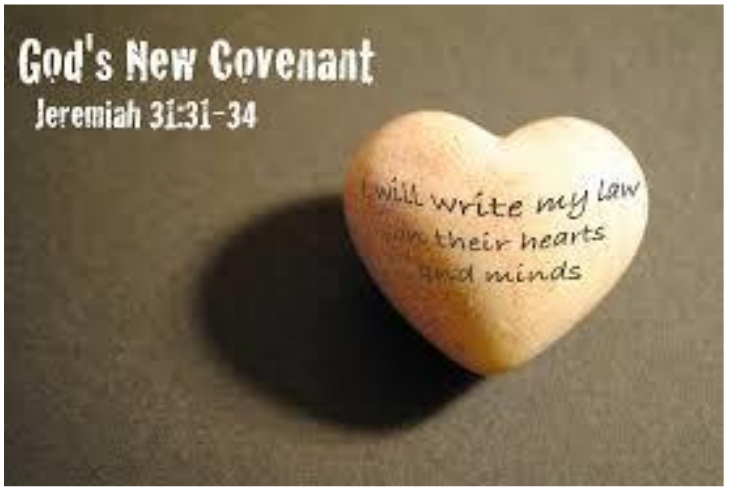 God's New Covenant
Jeremiah 31:31-34
I will write my law
on their hearts
and minds